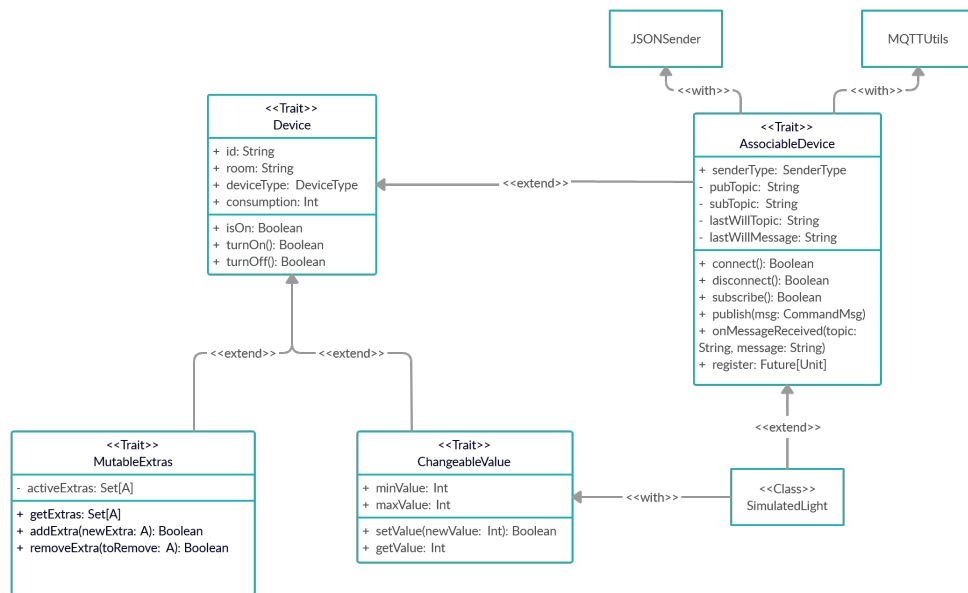 JSONSender
MQTTUtils
<<with>>
<<with>>
<<Trait>>
Device
+ id: String
+ room: String
+ deviceType: DeviceType
+ consumption: Int
+ isOn: Boolean
+ turnOn(): Boolean
+ turnOff(): Boolean
<<extend>>
<<Trait>>
AssociableDevice
+ senderType: SenderType
- pubTopic: String
- subTopic: String
- lastWillTopic: String
- lastWillMessage: String
+ connect(): Boolean
+ disconnect(): Boolean
+ subscribe(): Boolean
+ publish(msg: CommandMsg)
+ onMessageReceived(topic:
String, message: String)
+ register: Future[Unit]
<<extend>>
<<extend>>
<<extend>>
<<Trait>>
MutableExtras
- activeExtras: Set[A]
+ getExtras: Set[A]
+ addExtra(newExtra: A): Boolean
+ removeExtra(toRemove: A): Boolean
<<Trait>>
ChangeableValue
+ minValue: Int
+ maxValue: Int
+ setValue(newValue: Int): Boolean
+ getValue: Int
<<with>>
<<Class>>
SimulatedLight